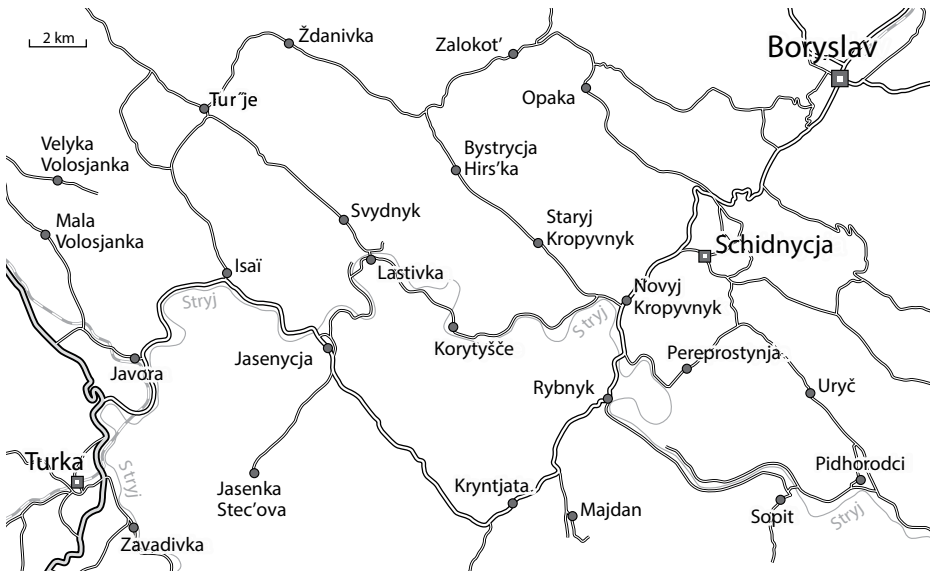 2 km
Ždanivka
Zalokot’
Boryslav
Tur˝je
Opaka
Velyka
Volosjanka
Bystrycja
Hirs’ka
Mala
Volosjanka
Svydnyk
Staryj
Kropyvnyk
Schidnycja
Isaï
Lastivka
Stryj
Novyj
Kropyvnyk
Stryj
Javora
Jasenycja
Korytyšče
Pereprostynja
Rybnyk
Uryč
Turka
Stryj
Jasenka
Stec’ova
Kryntjata
Majdan
Pidhorodci
Sopit
Stryj
Zavadivka